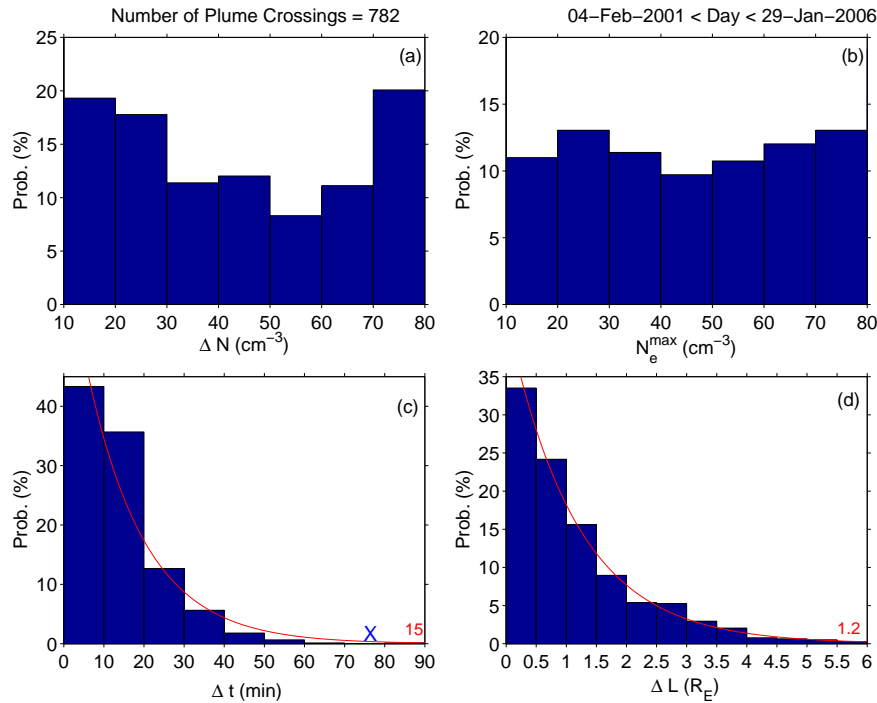 Number of Plume Crossings = 782
04−Feb−2001 < Day < 29−Jan−2006
(a)
Prob. (%)
25
20
15
10
5
0
10 20 30 40 50 60 70 80
Δ N (cm⁻³)
(b)
Prob. (%)
20
15
10
5
0
10 20 30 40 50 60 70 80
Nₑᵐᵃˣ (cm⁻³)
(c)
Prob. (%)
40
30
20
10
0
X
15
0 10 20 30 40 50 60 70 80 90
Δ t (min)
(d)
Prob. (%)
35
30
25
20
15
10
5
0
1.2
0 0.5 1 1.5 2 2.5 3 3.5 4 4.5 5 5.5 6
Δ L (R_E)